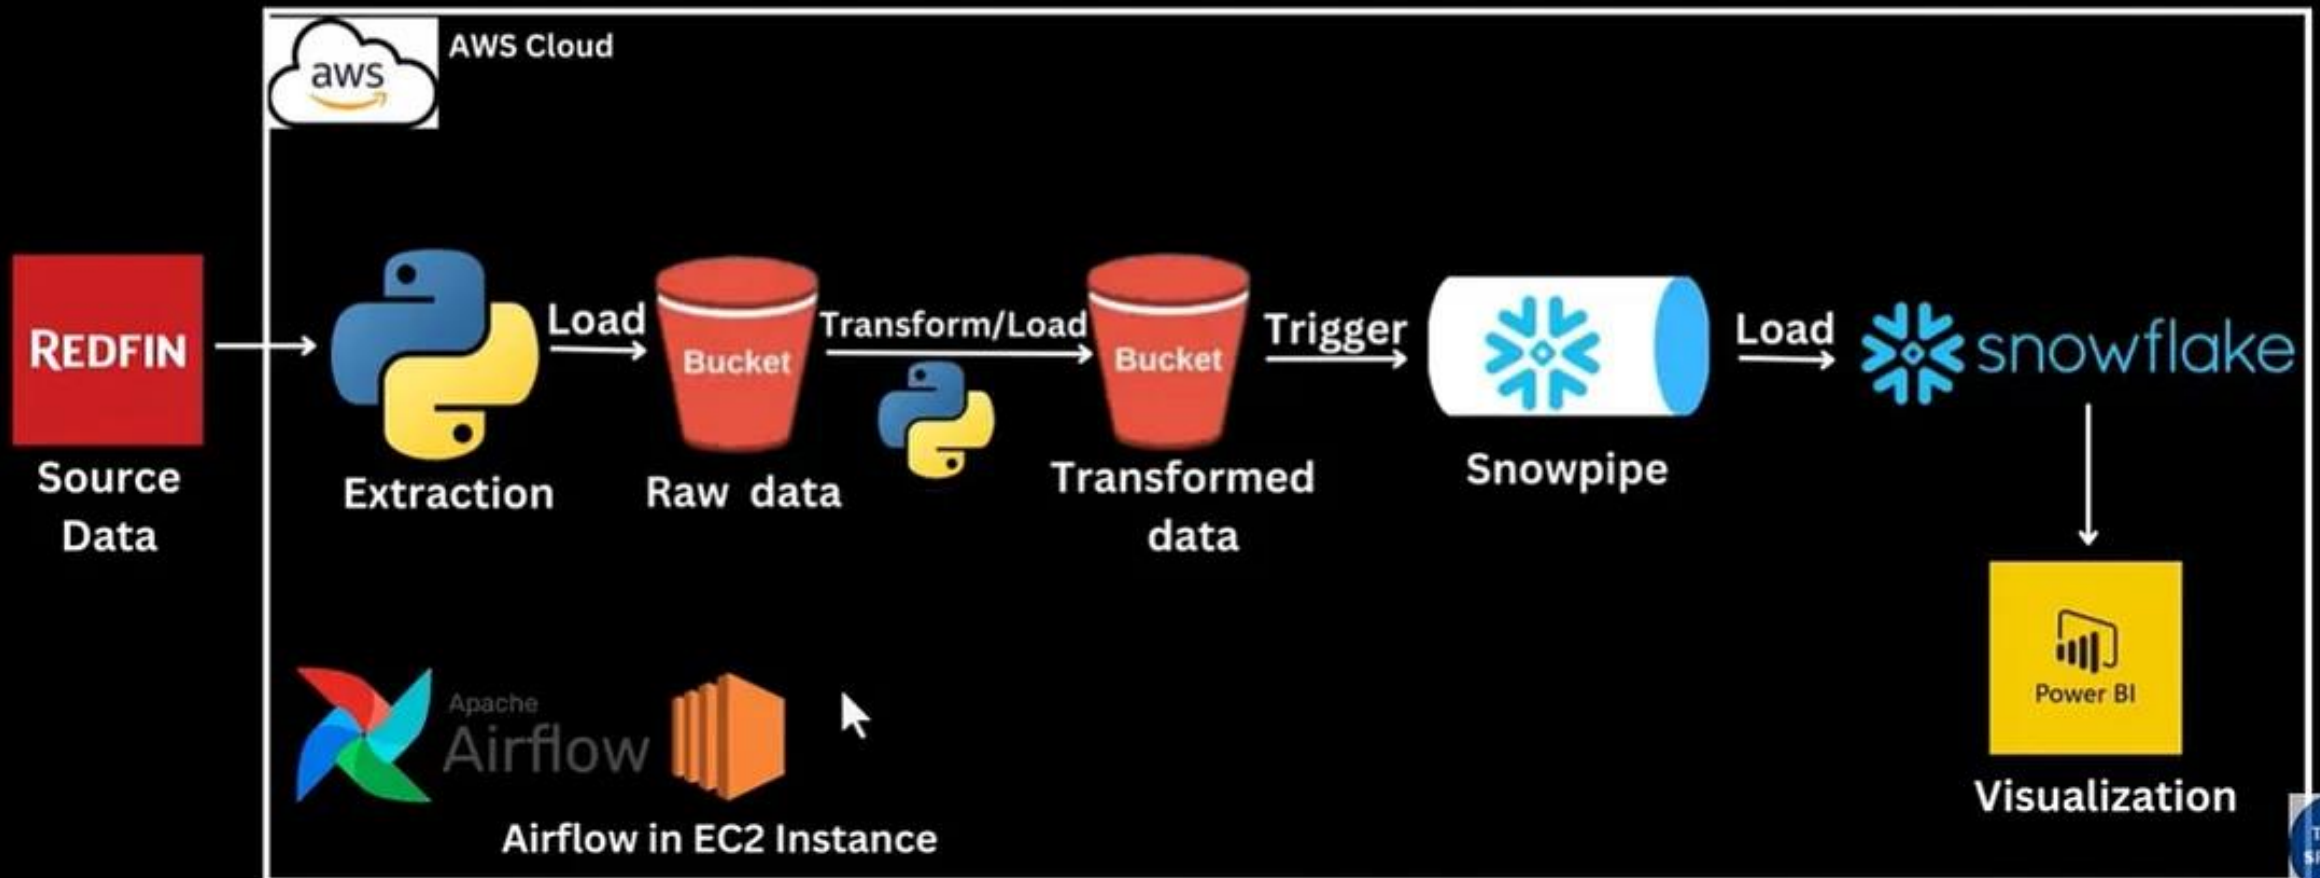 aws
AWS Cloud
REDFIN
Source
Data
Extraction
Load
Bucket
Raw data
Transform/Load
Bucket
Transformed
data
Trigger
Snowpipe
Load
snowflake
Power BI
Visualization
Apache
Airflow
Airflow in EC2 Instance